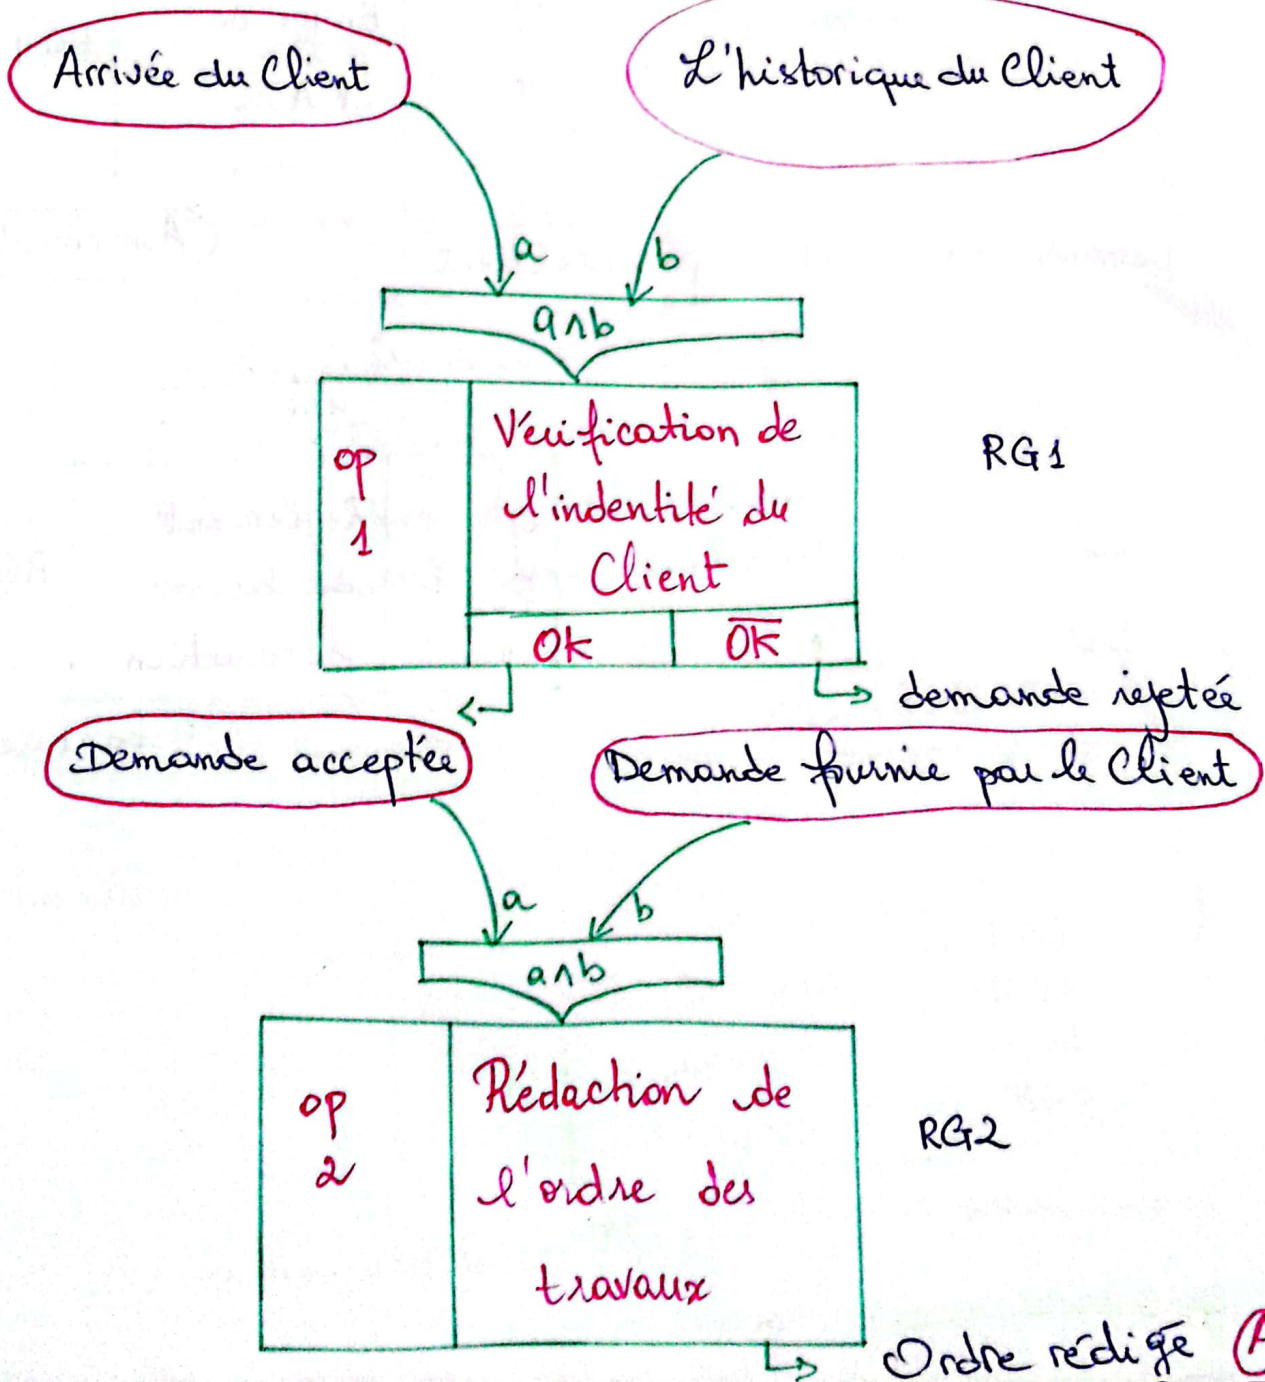 Arrivée du Client
L'historique du Client
a
b
a∧b
op
1
Vérification de
l'indentité du
Client
RG1
Ok
O̅k̅
demande rejetée
Demande acceptée
Demande fournie par le Client
a
b
a∧b
op
2
Rédaction de
l'ordre des
travaux
RG2
Ordre rédigé